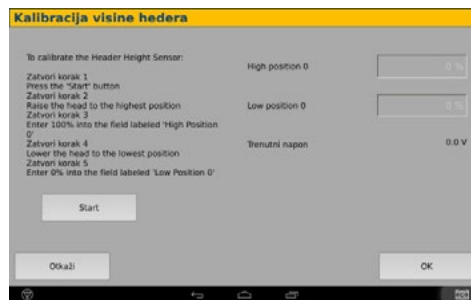 Kalibracija visine hedera
To calibrate the Header Height Sensor:
Zatvori korak 1
Press the 'Start' button
Zatvori korak 2
Raise the head to the highest position
Zatvori korak 3
Enter 100% into the field labeled 'High Position
0'
Zatvori korak 4
Lower the head to the lowest position
Zatvori korak 5
Enter 0% into the field labeled 'Low Position 0'
High position 0
0 %
Low position 0
0 %
Trenutni napon
0.0 V
Start
Otkaži
OK